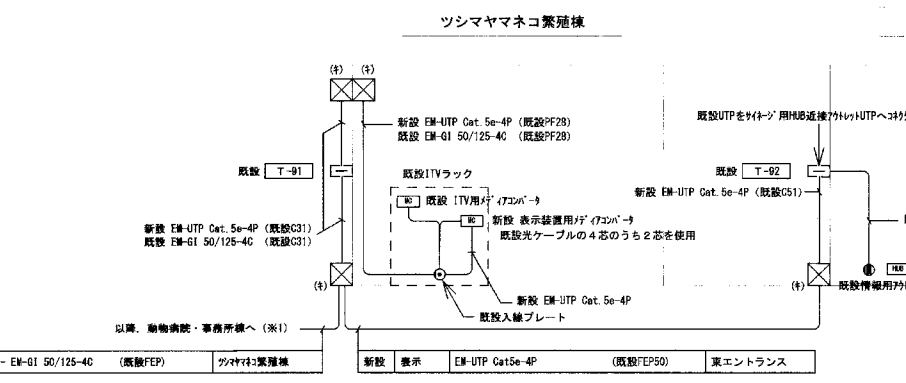 ツシマヤマネコ繁殖棟
(キ) (キ)
新設 EM-UTP Cat.5e-4P (既設PF28)
既設 EM-GI 50/125-4C (既設PF28)
既設UTPをサイネージ用HUB近接アウトレットUTPへコネク
既設 T-91
既設ITVラック
既設 T-92
MC 既設 ITV用メディアコンバータ
新設 EM-UTP Cat.5e-4P (既設C51)
MC 新設 表示装置用メディアコンバータ
既設光ケーブルの4芯のうち2芯を使用
新設 EM-UTP Cat.5e-4P (既設C31)
既設 EM-GI 50/125-4C (既設C31)
(キ)
(キ)
HUB
既設情報用アウ
新設 EM-UTP Cat.5e-4P
既設入線プレート
以降、動物病院・事務所棟へ (※1)
- EM-GI 50/125-4C (既設FEP) ツシマヤマネコ繁殖棟
新設 表示 EM-UTP Cat5e-4P (既設FEP50) 東エントランス